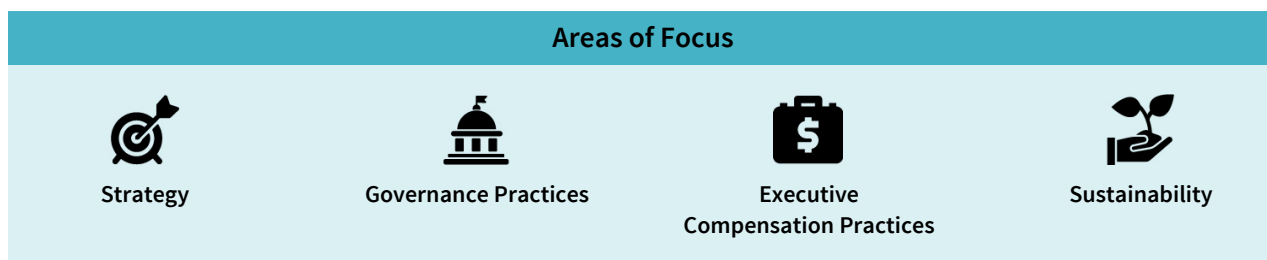 Areas of Focus
$
Strategy
Governance Practices
Executive
Compensation Practices
Sustainability